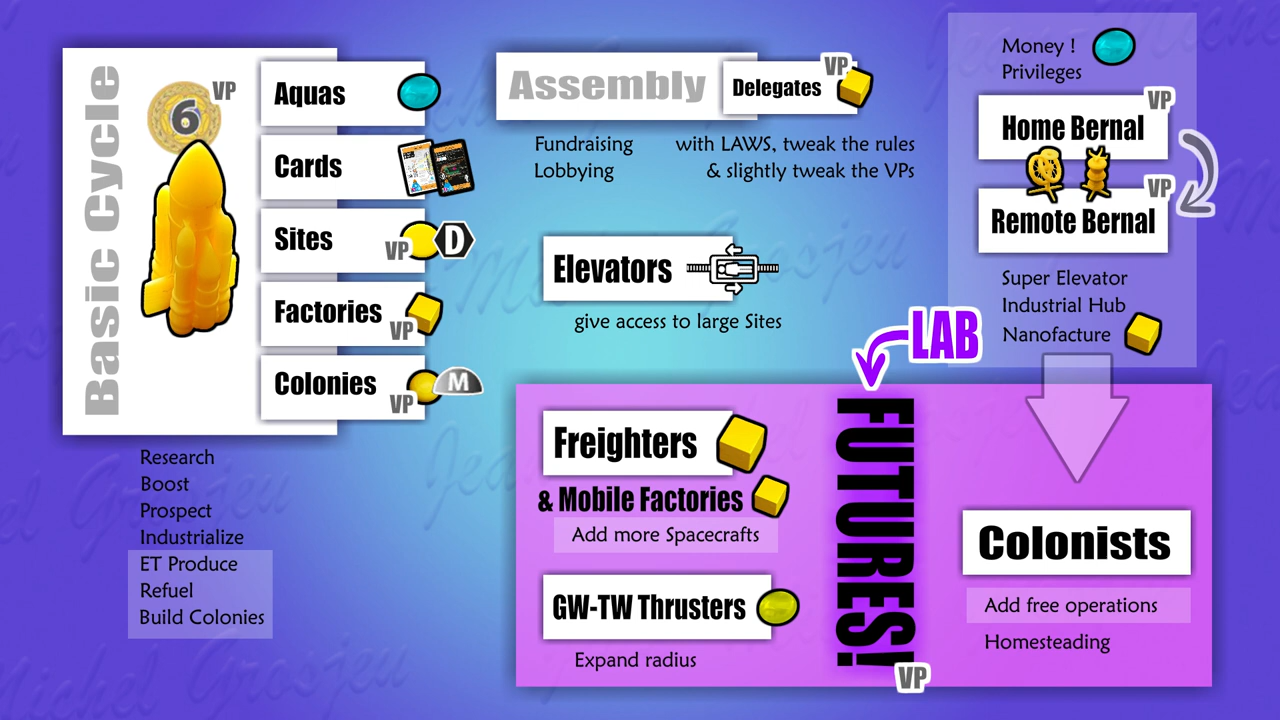 Basic Cycle
6
VP
Aquas
Cards
Sites
VP
D
Factories
VP
Colonies
VP
M
Research
Boost
Prospect
Industrialize
ET Produce
Refuel
Build Colonies
Assembly
Delegates
VP
Fundraising
Lobbying
with LAWS, tweak the rules
& slightly tweak the VPs
Elevators
give access to large Sites
Money !
Privileges
VP
Home Bernal
VP
Remote Bernal
Super Elevator
Industrial Hub
Nanofacture
LAB
FUTURES!
VP
Freighters
& Mobile Factories
Add more Spacecrafts
GW-TW Thrusters
Expand radius
Colonists
Add free operations
Homesteading
Jean Michel Grosjeu